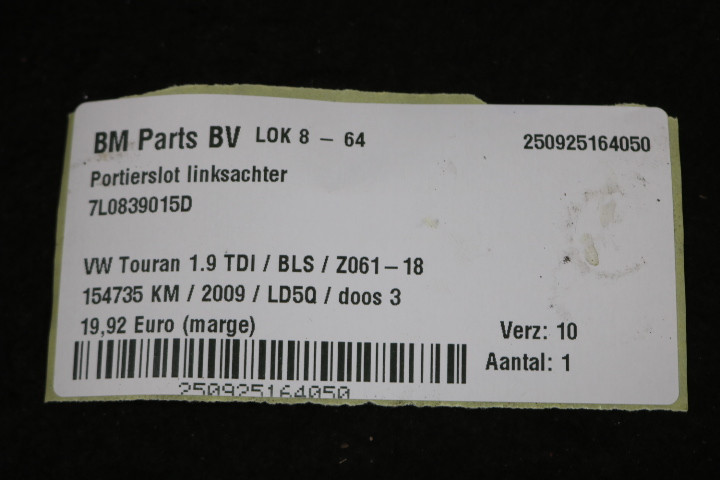 BM Parts BV LOK 8 - 64 250925164050
Portierslot linksachter
7L0839015D
VW Touran 1.9 TDI / BLS / Z061-18
154735 KM / 2009 / LD5Q / doos 3
19,92 Euro (marge)
Verz: 10
Aantal: 1
250925164050